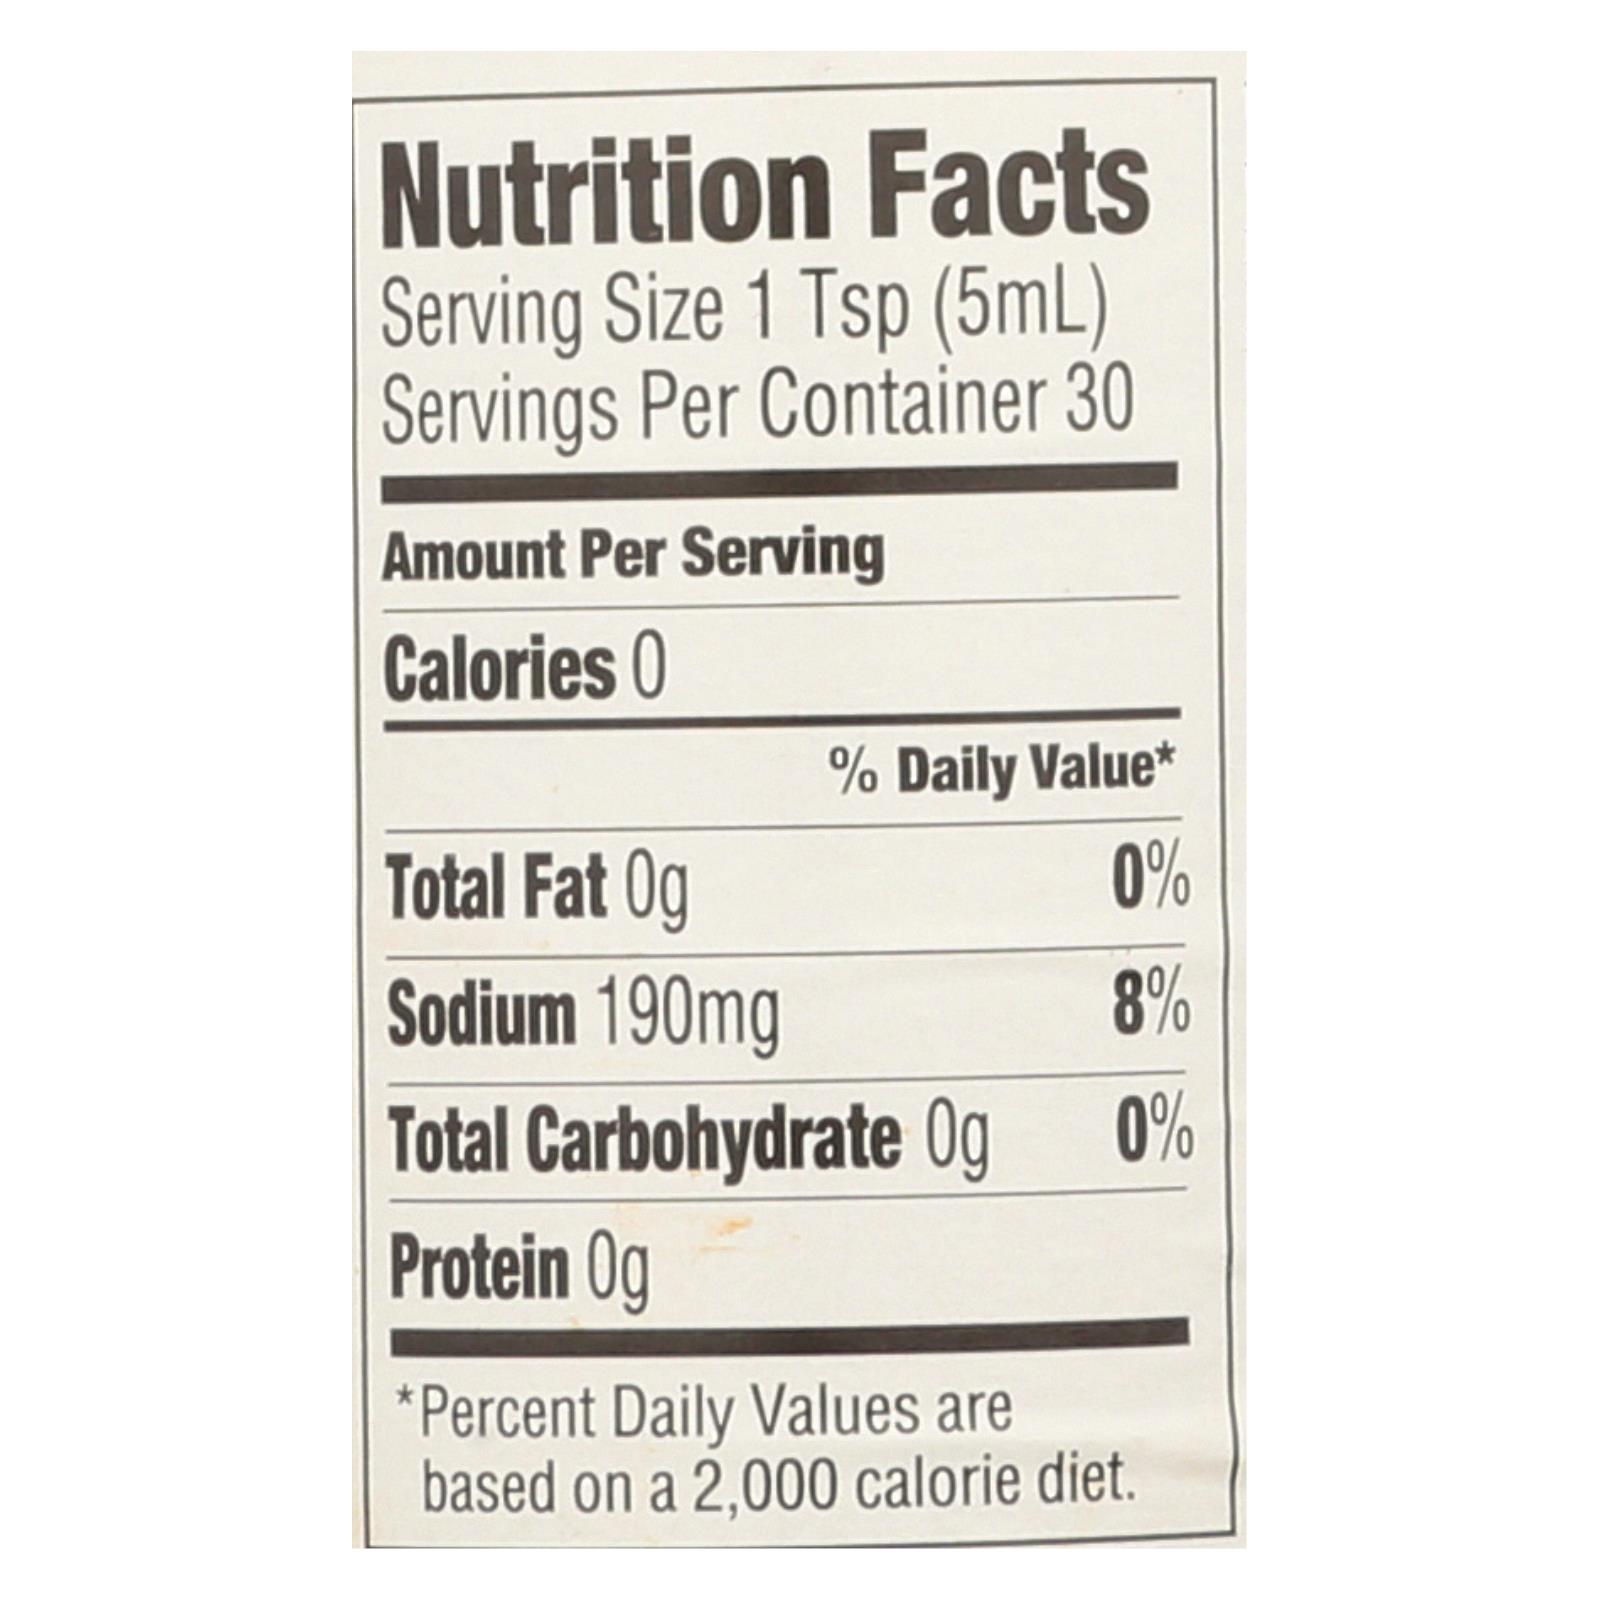 Nutrition Facts
Serving Size 1 Tsp (5mL)
Servings Per Container 30
Amount Per Serving
Calories 0
% Daily Value*
Total Fat 0g 0%
Sodium 190mg 8%
Total Carbohydrate 0g 0%
Protein 0g
*Percent Daily Values are
based on a 2,000 calorie diet.